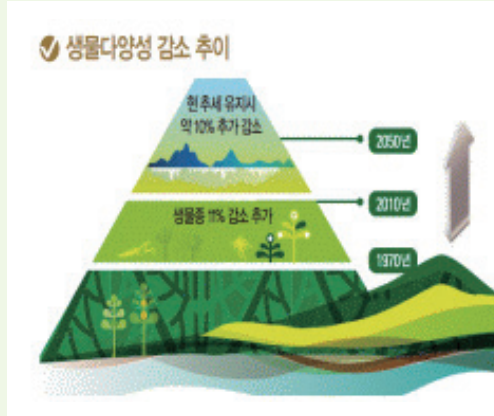 생물다양성 감소 추이
현 추세 유지시
약 10% 추가 감소
2050년
2010년
생물종 11% 감소 추가
1970년